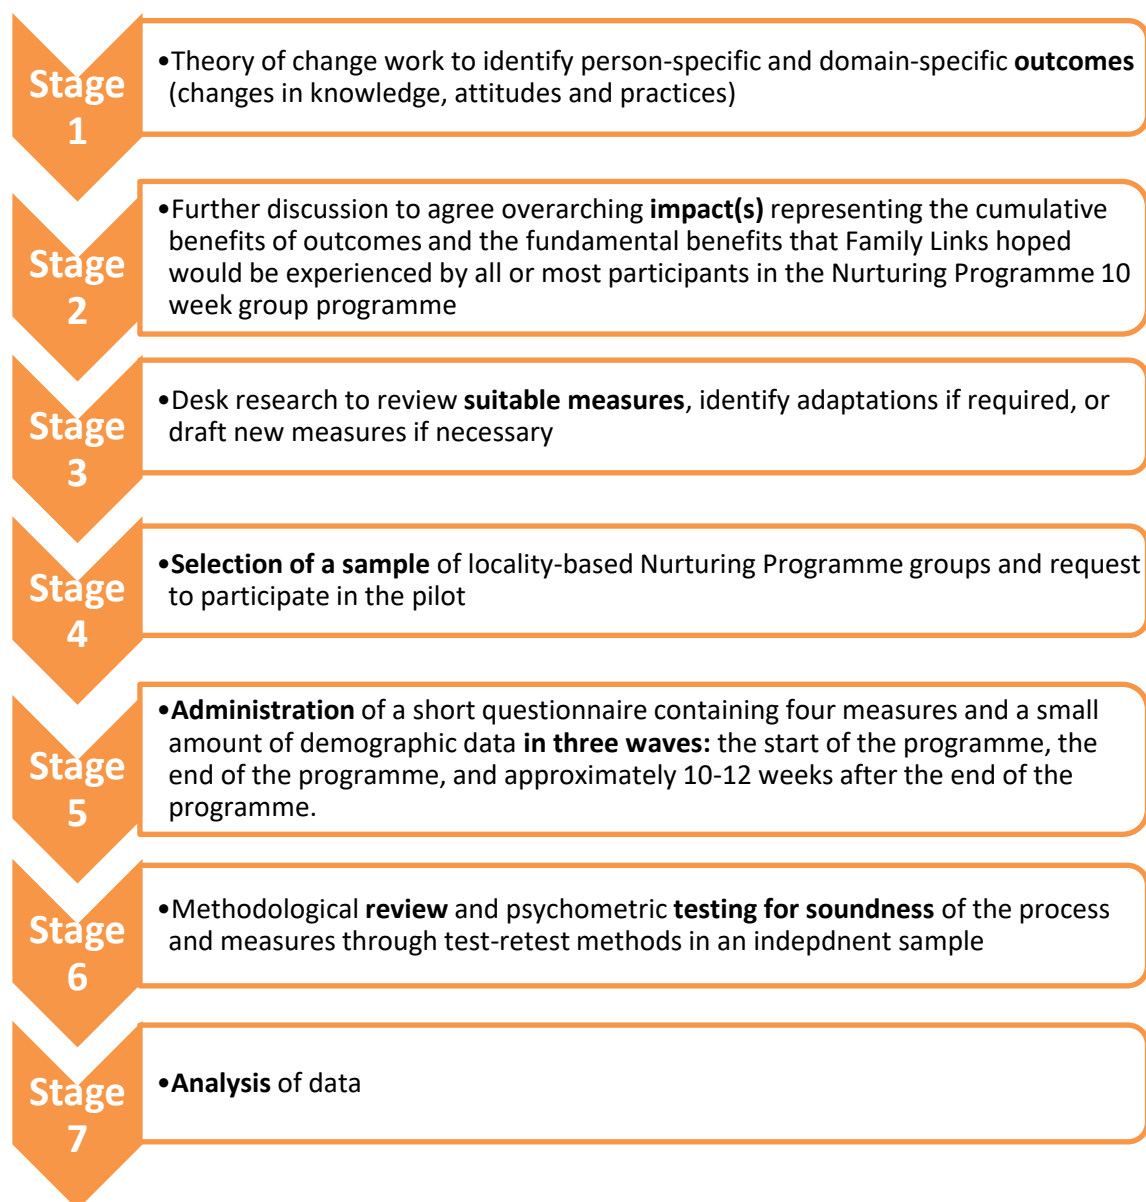 Stage
1
•Theory of change work to identify person-specific and domain-specific outcomes
(changes in knowledge, attitudes and practices)
Stage
2
•Further discussion to agree overarching impact(s) representing the cumulative
benefits of outcomes and the fundamental benefits that Family Links hoped
would be experienced by all or most participants in the Nurturing Programme 10
week group programme
Stage
3
•Desk research to review suitable measures, identify adaptations if required, or
draft new measures if necessary
Stage
4
•Selection of a sample of locality-based Nurturing Programme groups and request
to participate in the pilot
Stage
5
•Administration of a short questionnaire containing four measures and a small
amount of demographic data in three waves: the start of the programme, the
end of the programme, and approximately 10-12 weeks after the end of the
programme.
Stage
6
•Methodological review and psychometric testing for soundness of the process
and measures through test-retest methods in an indepdnent sample
Stage
7
•Analysis of data